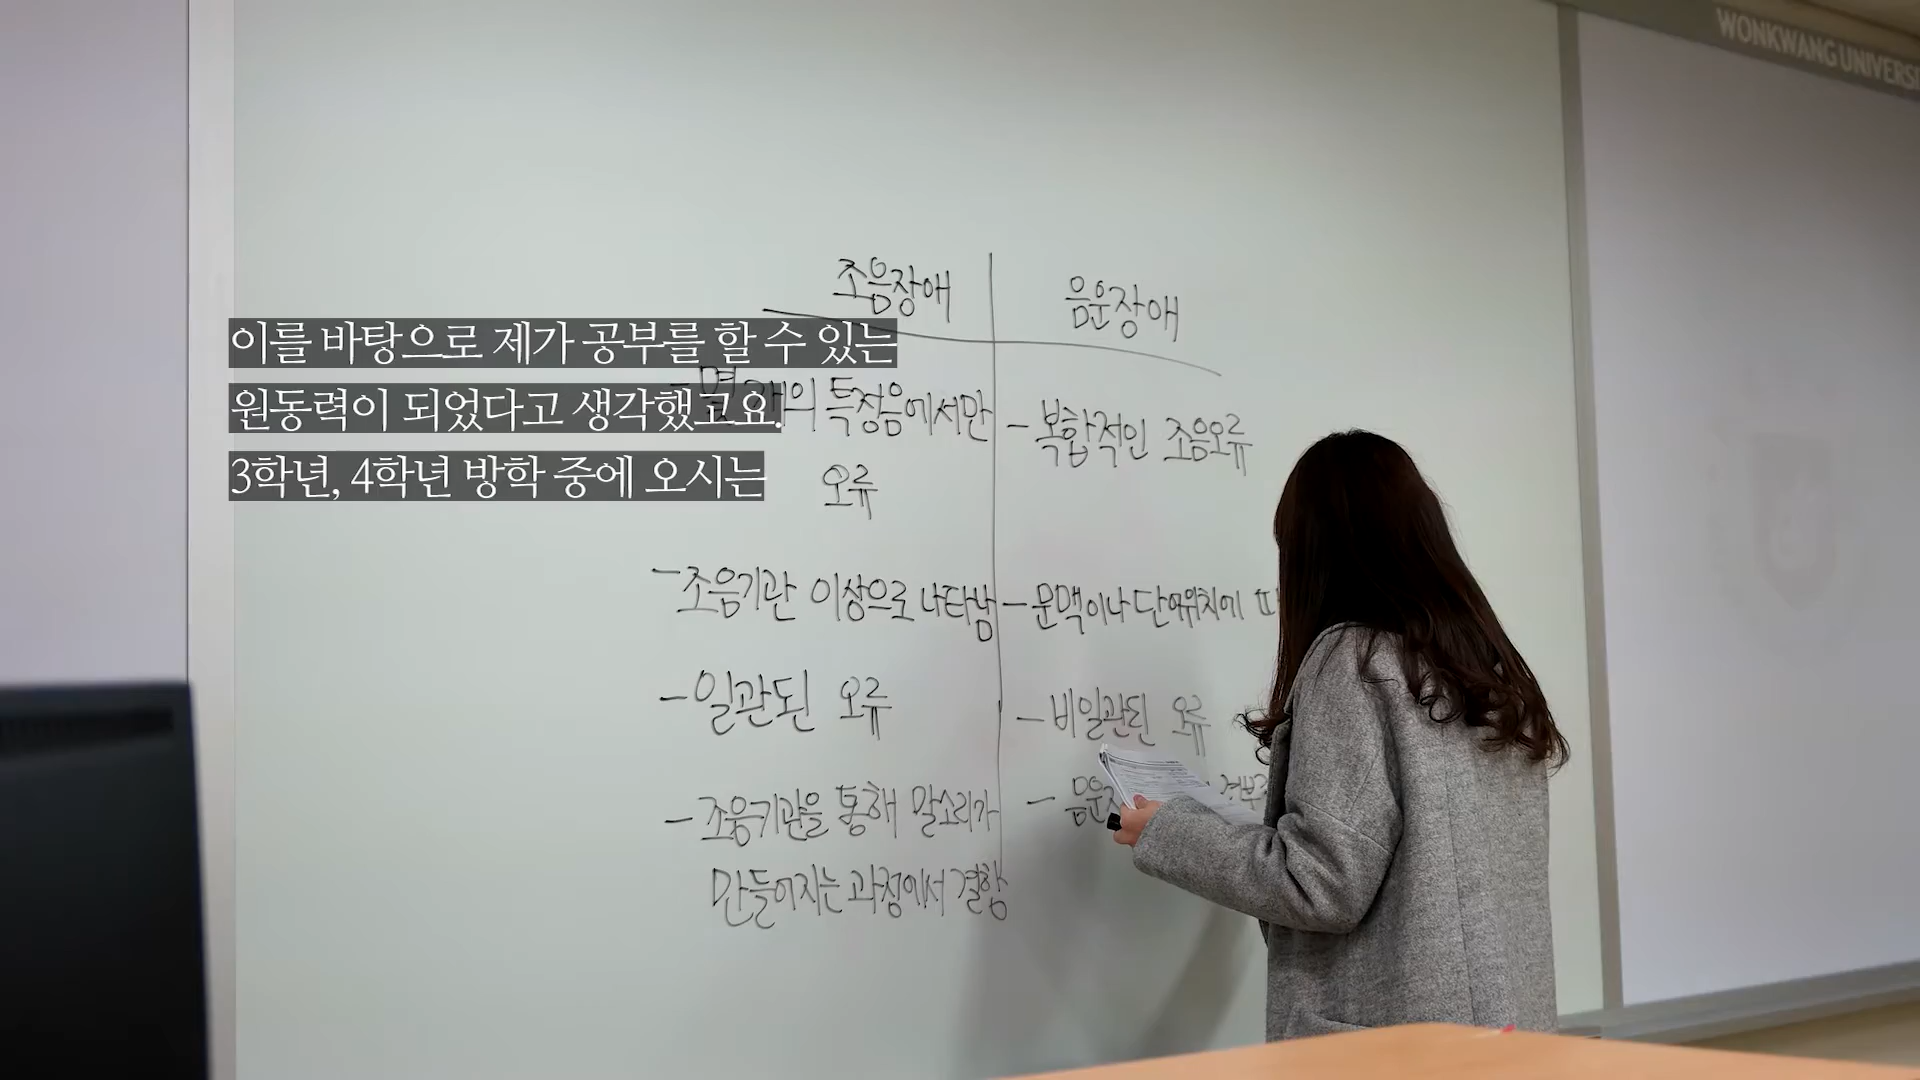 WONKWANG UNIVERSI
이를 바탕으로 제가 공부를 할 수 있는
원동력이 되었다고 생각했고요.
3학년, 4학년 방학 중에 오시는
조음장애
- 몇 개의 특정음에서만
오류
- 조음기관 이상으로 나타남
- 일관된 오류
- 조음기관을 통해 말소리가
만들어지는 과정에서 결함
음운장애
- 복합적인 조음오류
- 문맥이나 단어위치에 따
- 비일관된 오류
- 음운